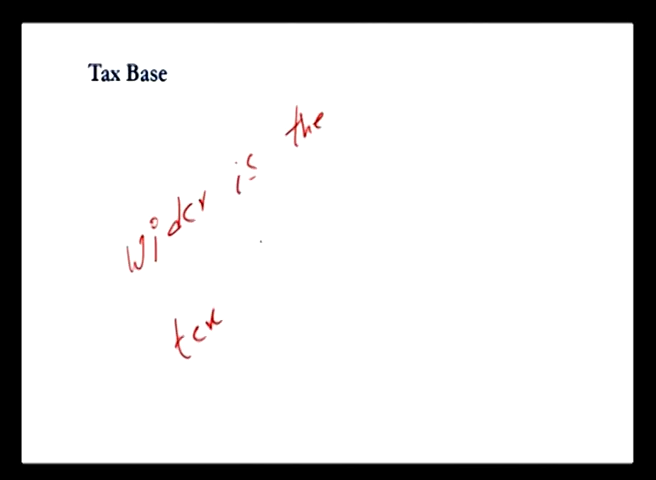 Tax Base
Wider is the
tax